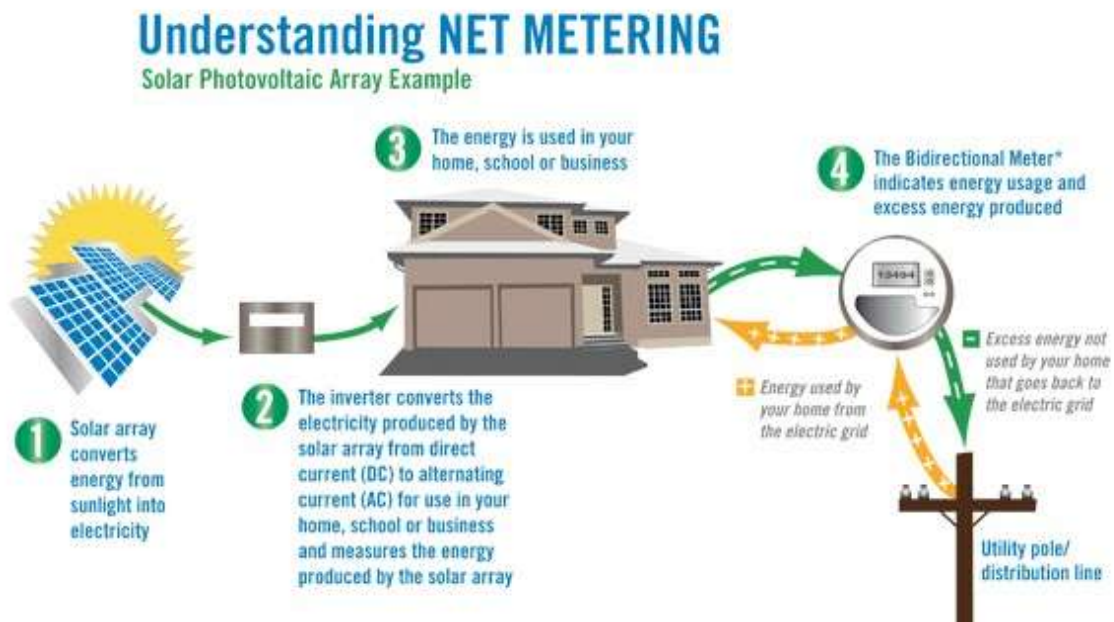 Understanding NET METERING
Solar Photovoltaic Array Example
1
Solar array
converts
energy from
sunlight into
electricity
2
The inverter converts the
electricity produced by the
solar array from direct
current (DC) to alternating
current (AC) for use in your
home, school or business
and measures the energy
produced by the solar array
3
The energy is used in your
home, school or business
4
The Bidirectional Meter*
indicates energy usage and
excess energy produced
Energy used by
your home from
the electric grid
Excess energy not
used by your home
that goes back to
the electric grid
Utility pole/
distribution line